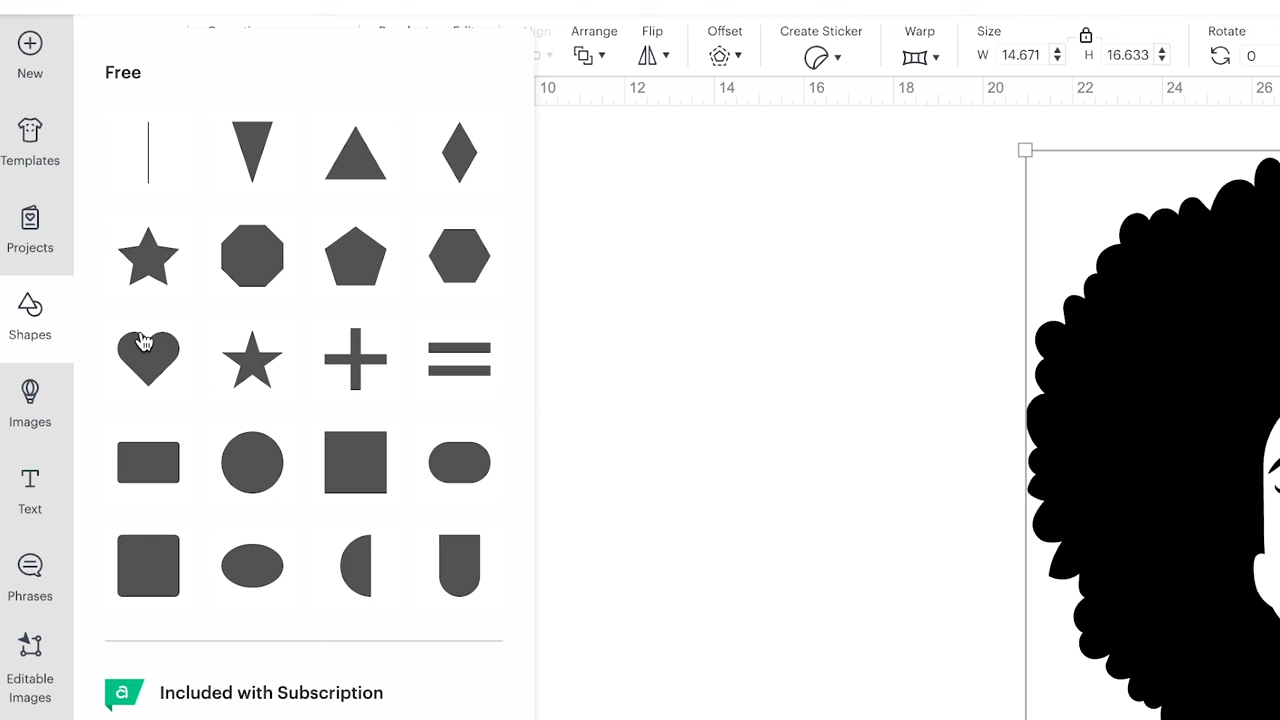 New
Templates
Projects
Shapes
Images
Text
Phrases
Editable
Images
Free
a Included with Subscription
Arrange
Flip
Offset
Create Sticker
Warp
Size
W 14.671
H 16.633
Rotate
0
10 12 14 16 18 20 22 24 26